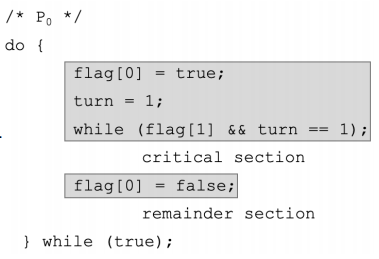 /* P₀ */
do {
flag[0] = true;
turn = 1;
while (flag[1] && turn == 1);
critical section
flag[0] = false;
remainder section
} while (true);